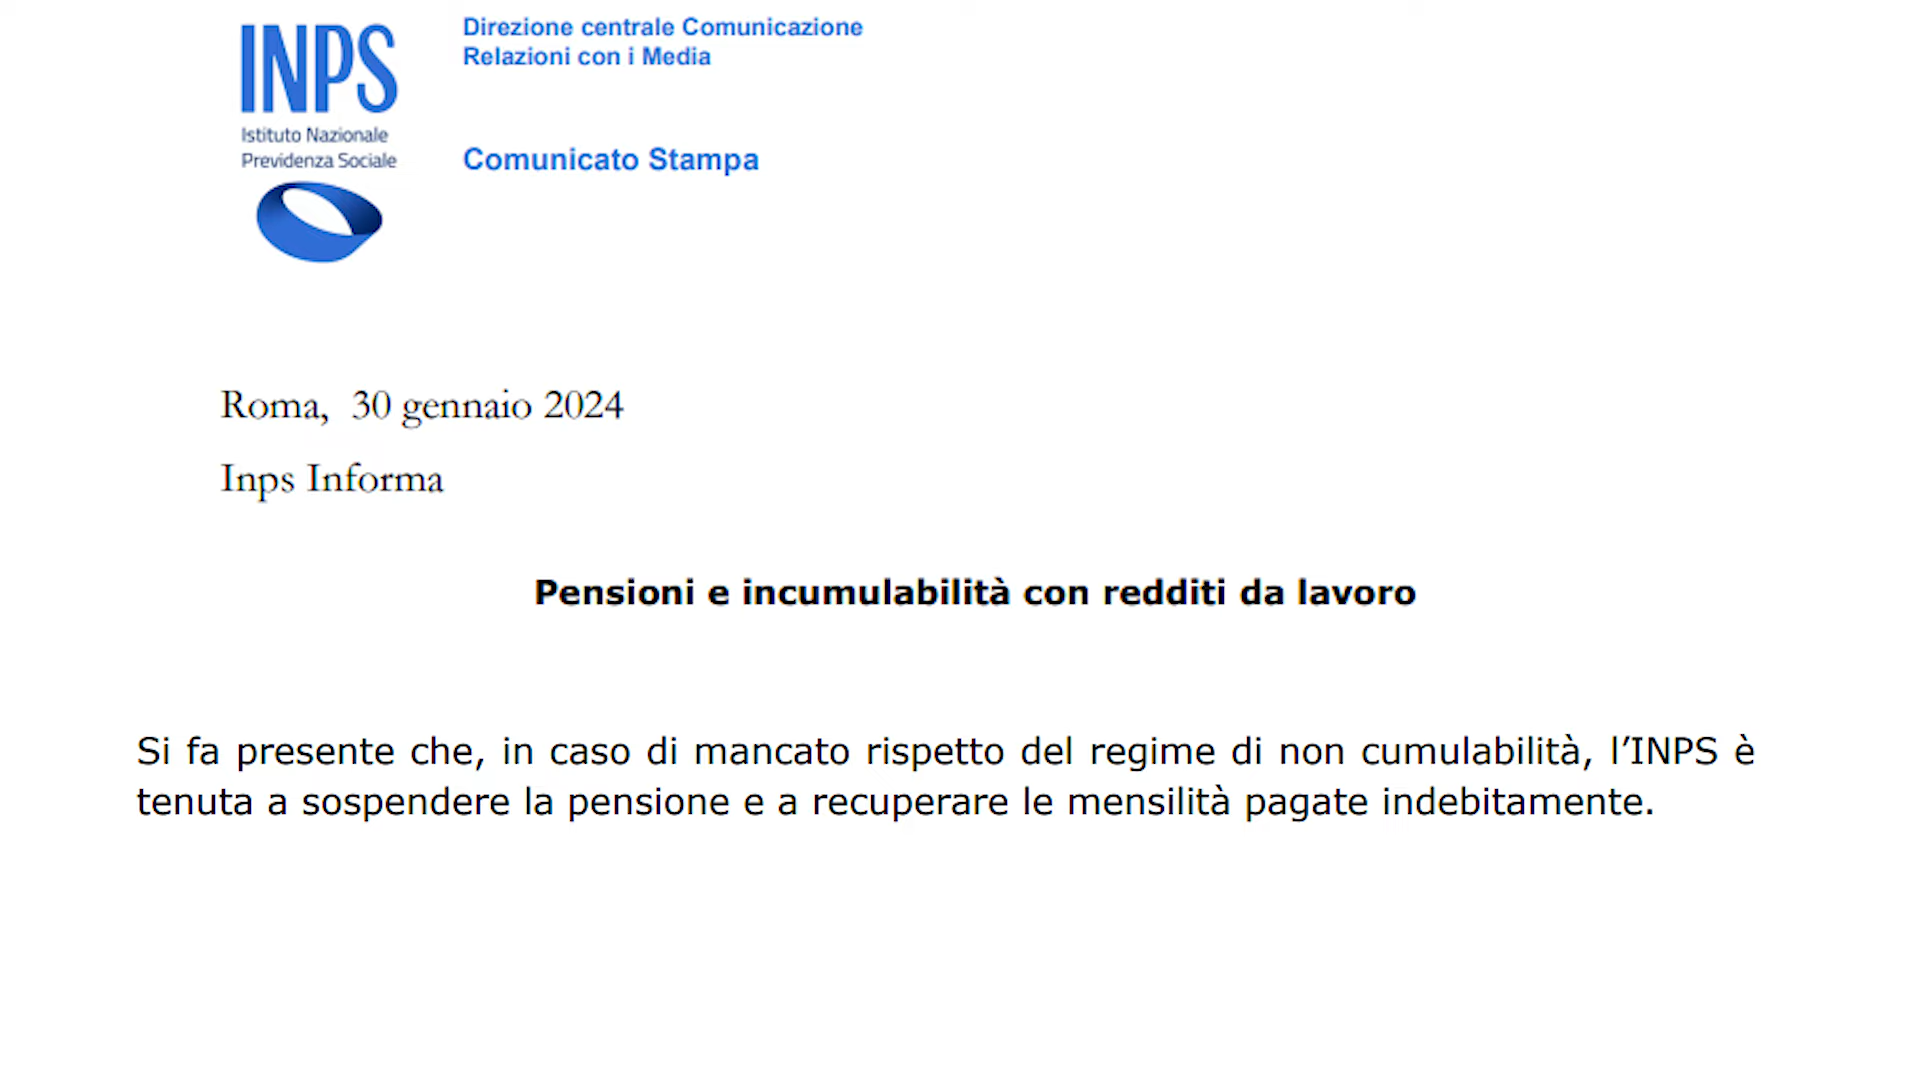 INPS
Istituto Nazionale
Previdenza Sociale
Direzione centrale Comunicazione
Relazioni con i Media
Comunicato Stampa
Roma, 30 gennaio 2024
Inps Informa
Pensioni e incumulabilità con redditi da lavoro
Si fa presente che, in caso di mancato rispetto del regime di non cumulabilità, l’INPS è
tenuta a sospendere la pensione e a recuperare le mensilità pagate indebitamente.